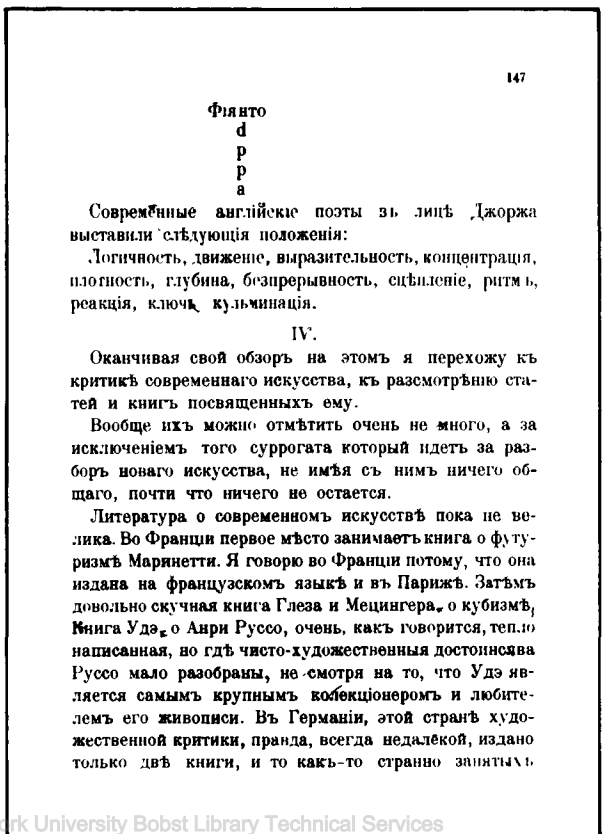 147
Фіянто
d
p
p
a
Современные англійскіе поэты въ лицѣ Джоржа
выставили слѣдующія положенія:
Логичность, движеніе, выразительность, концентрація,
плотность, глубина, безпрерывность, сцѣпленіе, ритмъ,
реакція, ключъ, кульминація.
IV.
Оканчивая свой обзоръ на этомъ я перехожу къ
критикѣ современнаго искусства, къ разсмотрѣнію ста-
тей и книгъ посвященныхъ ему.
Вообще ихъ можно отмѣтить очень не много, а за
исключеніемъ того суррогата который идетъ за раз-
боръ новаго искусства, не имѣя съ нимъ ничего об-
щаго, почти что ничего не остается.
Литература о современномъ искусствѣ пока не ве-
лика. Во Франціи первое мѣсто занимаетъ книга о футу-
ризмѣ Маринетти. Я говорю во Франціи потому, что она
издана на французскомъ языкѣ и въ Парижѣ. Затѣмъ
довольно скучная книга Глеза и Мецингера, о кубизмѣ,
Книга Удэ, о Анри Руссо, очень, какъ говорится, тепло
написанная, но гдѣ чисто-художественныя достоинсява
Руссо мало разобраны, не-смотря на то, что Удэ яв-
ляется самымъ крупнымъ колекціонеромъ и любите-
лемъ его живописи. Въ Германіи, этой странѣ худо-
жественной критики, правда, всегда недалёкой, издано
только двѣ книги, и то какъ-то странно занятыхъ
ork University Bobst Library Technical Services